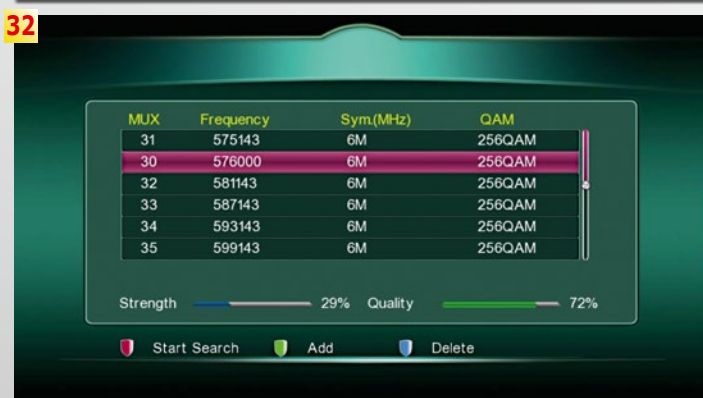 32
MUX Frequency Sym.(MHz) QAM
31 575143 6M 256QAM
30 576000 6M 256QAM
32 581143 6M 256QAM
33 587143 6M 256QAM
34 593143 6M 256QAM
35 599143 6M 256QAM
Strength 29% Quality 72%
Start Search Add Delete